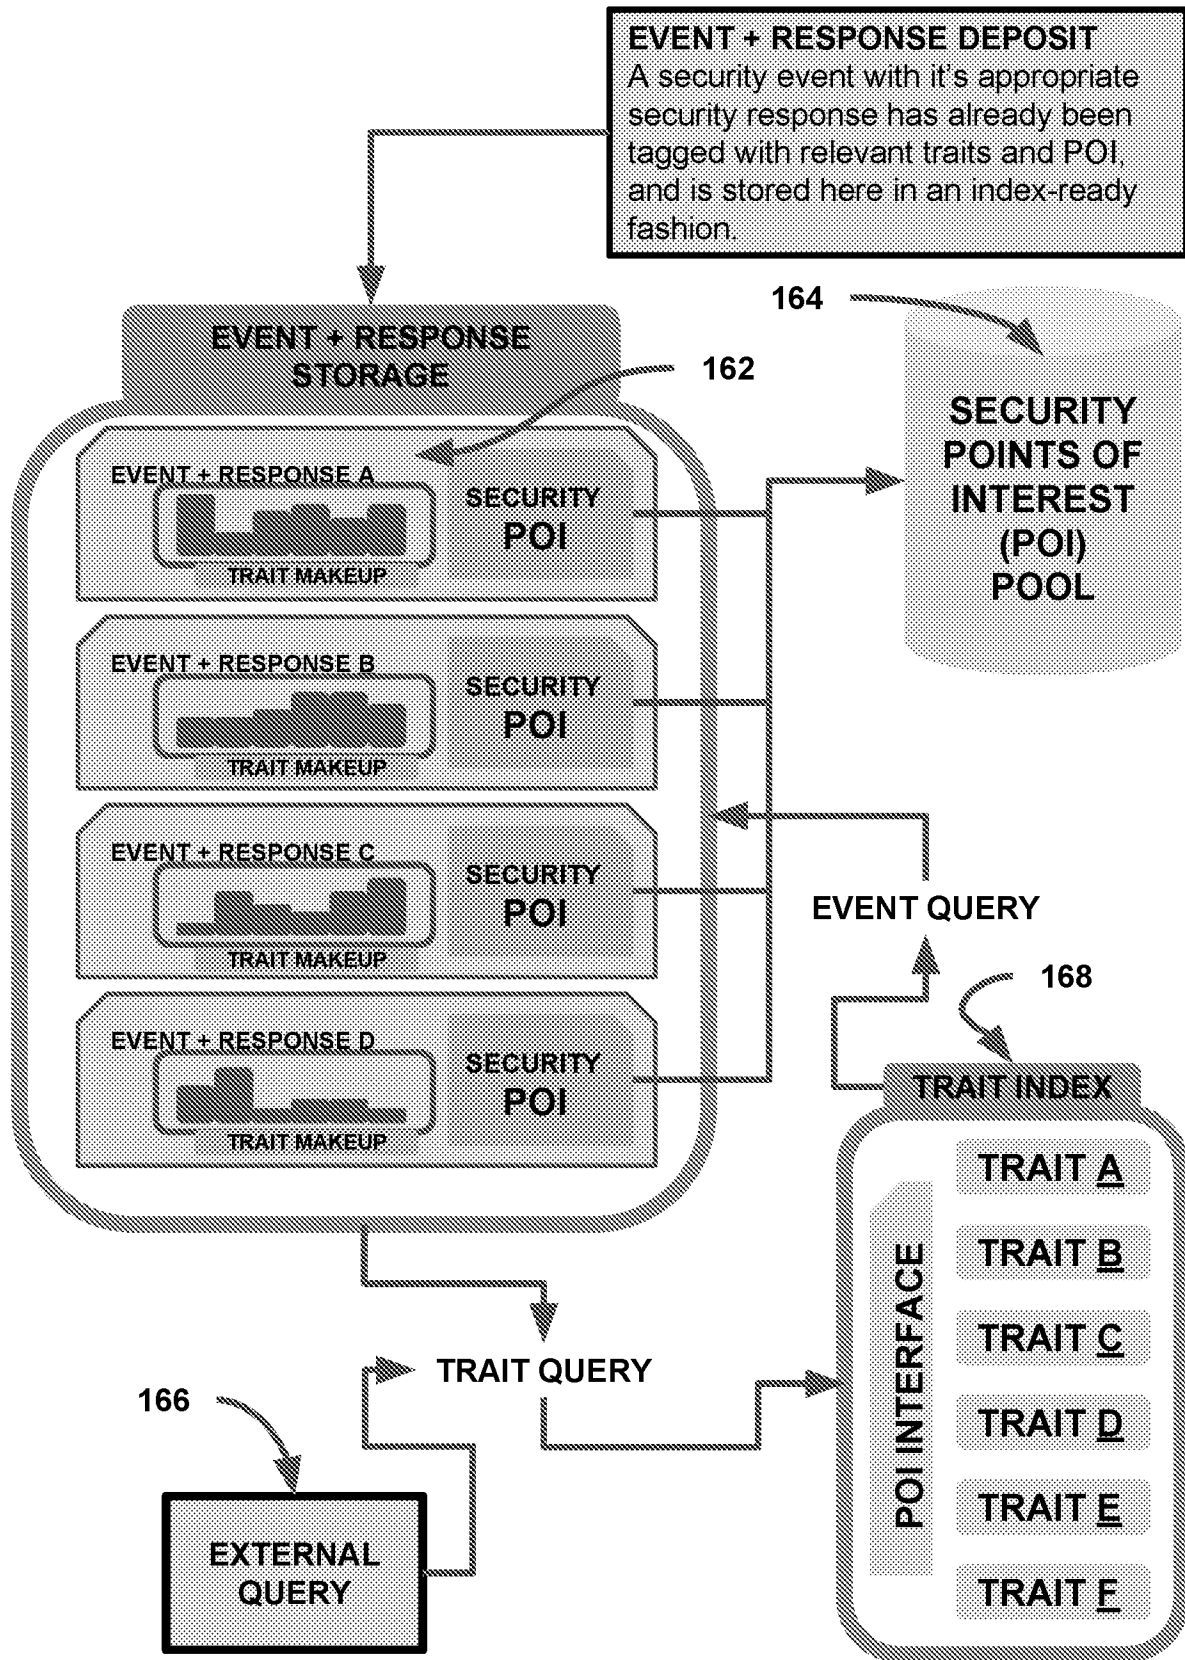 EVENT + RESPONSE DEPOSIT
A security event with it's appropriate
security response has already been
tagged with relevant traits and POI,
and is stored here in an index-ready
fashion.
164
EVENT + RESPONSE
STORAGE
162
SECURITY
POINTS OF
INTEREST
(POI)
POOL
EVENT + RESPONSE A
TRAIT MAKEUP
SECURITY
POI
EVENT + RESPONSE B
TRAIT MAKEUP
SECURITY
POI
EVENT + RESPONSE C
TRAIT MAKEUP
SECURITY
POI
EVENT QUERY
168
EVENT + RESPONSE D
TRAIT MAKEUP
SECURITY
POI
TRAIT INDEX
POI INTERFACE
TRAIT A
TRAIT B
TRAIT C
TRAIT D
TRAIT E
TRAIT F
TRAIT QUERY
166
EXTERNAL
QUERY